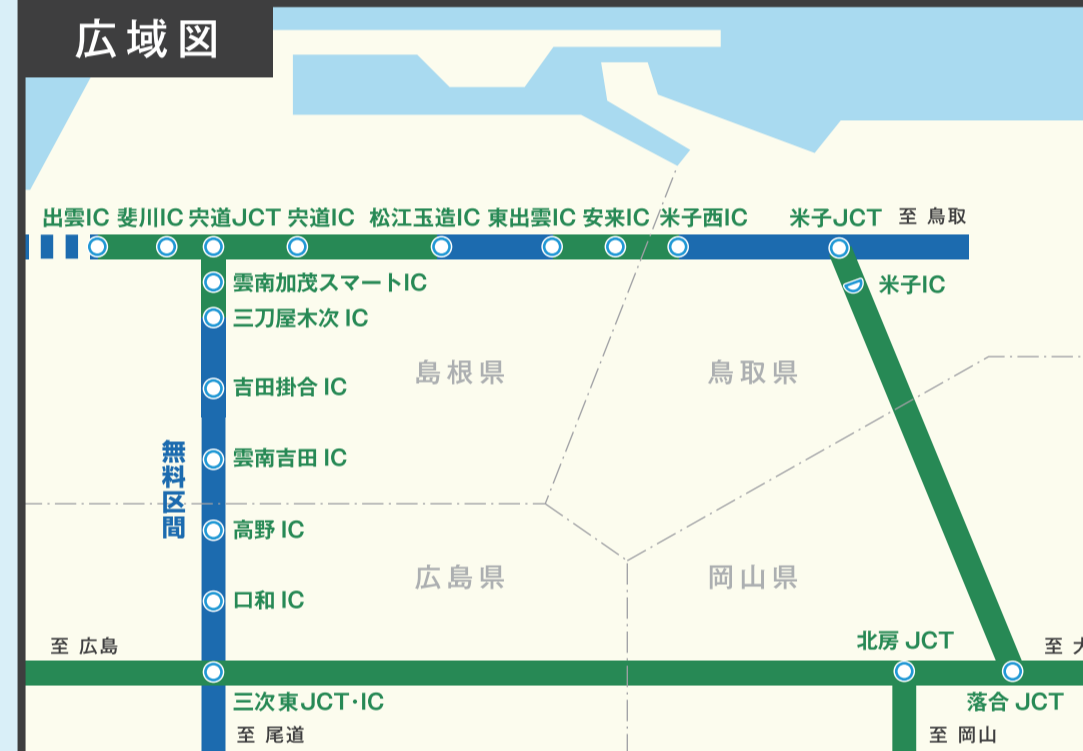 広域図
出雲IC 斐川IC 宍道JCT 宍道IC 松江玉造IC 東出雲IC 安来IC 米子西IC 米子JCT 至 鳥取
雲南加茂スマートIC
米子IC
三刀屋木次 IC
島根県
鳥取県
吉田掛合 IC
無料区間
雲南吉田 IC
高野 IC
広島県
岡山県
口和 IC
至 広島
北房 JCT
至 大
三次東JCT・IC
落合 JCT
至 尾道
至 岡山